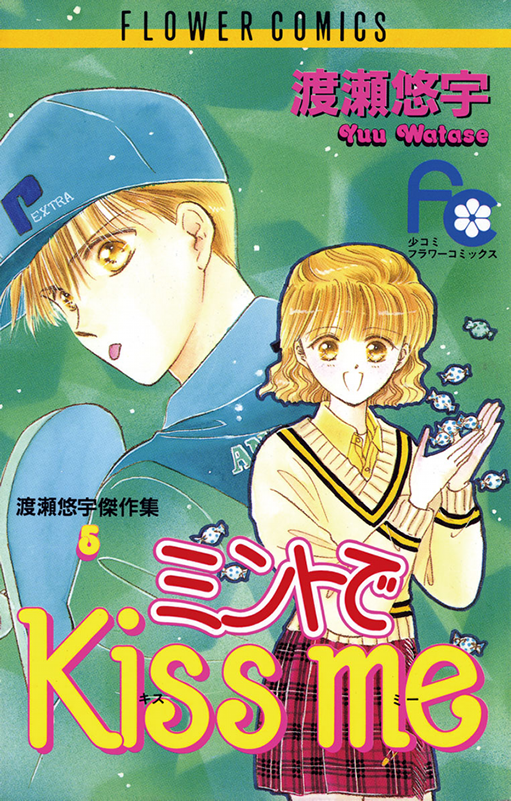 FLOWER COMICS
渡瀬悠宇
Yuu Watase
FC
少コミ
フラワーコミックス
EXTRA
渡瀬悠宇傑作集
5
ミントで
Kiss me
キス ミー